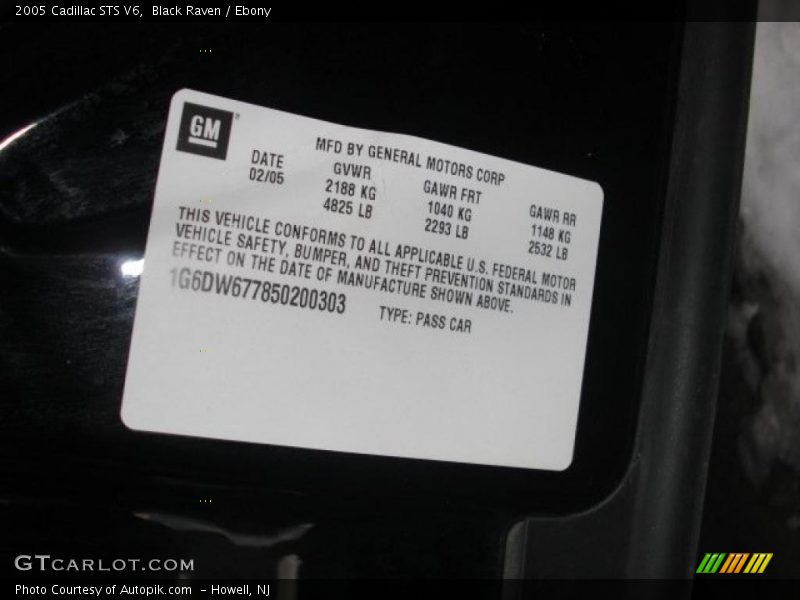 2005 Cadillac STS V6,  Black Raven / Ebony
GM
MFD BY GENERAL MOTORS CORP
DATE GVWR GAWR FRT GAWR RR
02/05 2188 KG 1040 KG 1148 KG
4825 LB 2293 LB 2532 LB
THIS VEHICLE CONFORMS TO ALL APPLICABLE U.S. FEDERAL MOTOR
VEHICLE SAFETY, BUMPER, AND THEFT PREVENTION STANDARDS IN
EFFECT ON THE DATE OF MANUFACTURE SHOWN ABOVE.
1G6DW677850200303 TYPE: PASS CAR
GTCARLOT.COM
Photo Courtesy of Autopik.com  - Howell, NJ